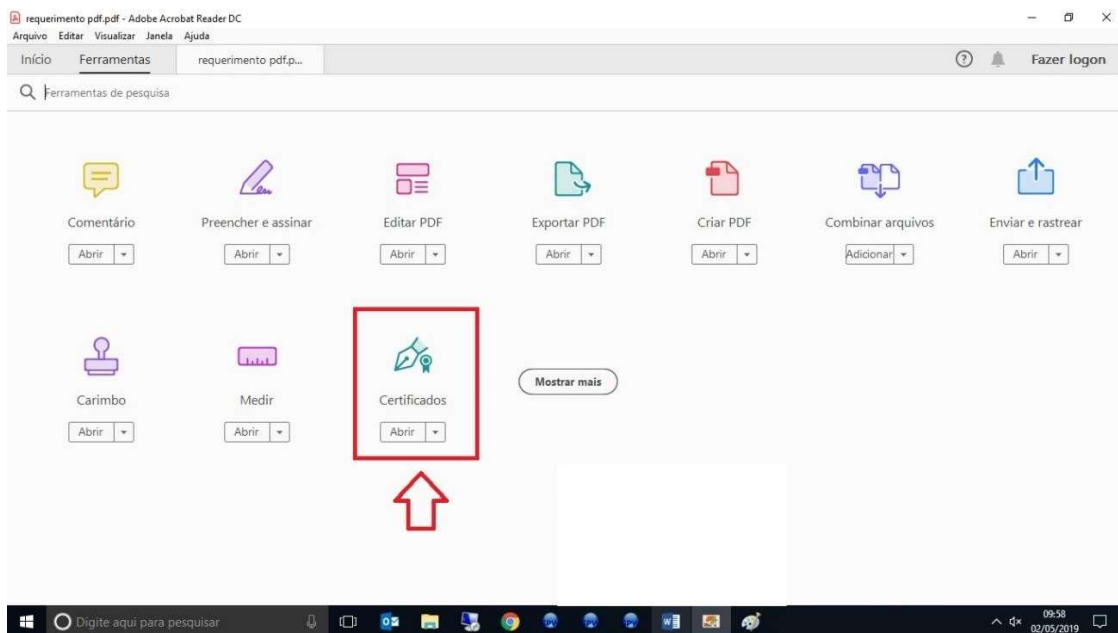 requerimento pdf.pdf - Adobe Acrobat Reader DC
Arquivo Editar Visualizar Janela Ajuda
Início Ferramentas requerimento pdf.p... Fazer logon
Ferramentas de pesquisa
Comentário Preencher e assinar Editar PDF Exportar PDF Criar PDF Combinar arquivos Enviar e rastrear
Abrir Abrir Abrir Abrir Abrir Adicionar Abrir
Mostrar mais
Carimbo Medir Certificados
Abrir Abrir Abrir
Digite aqui para pesquisar
09:58
02/05/2019